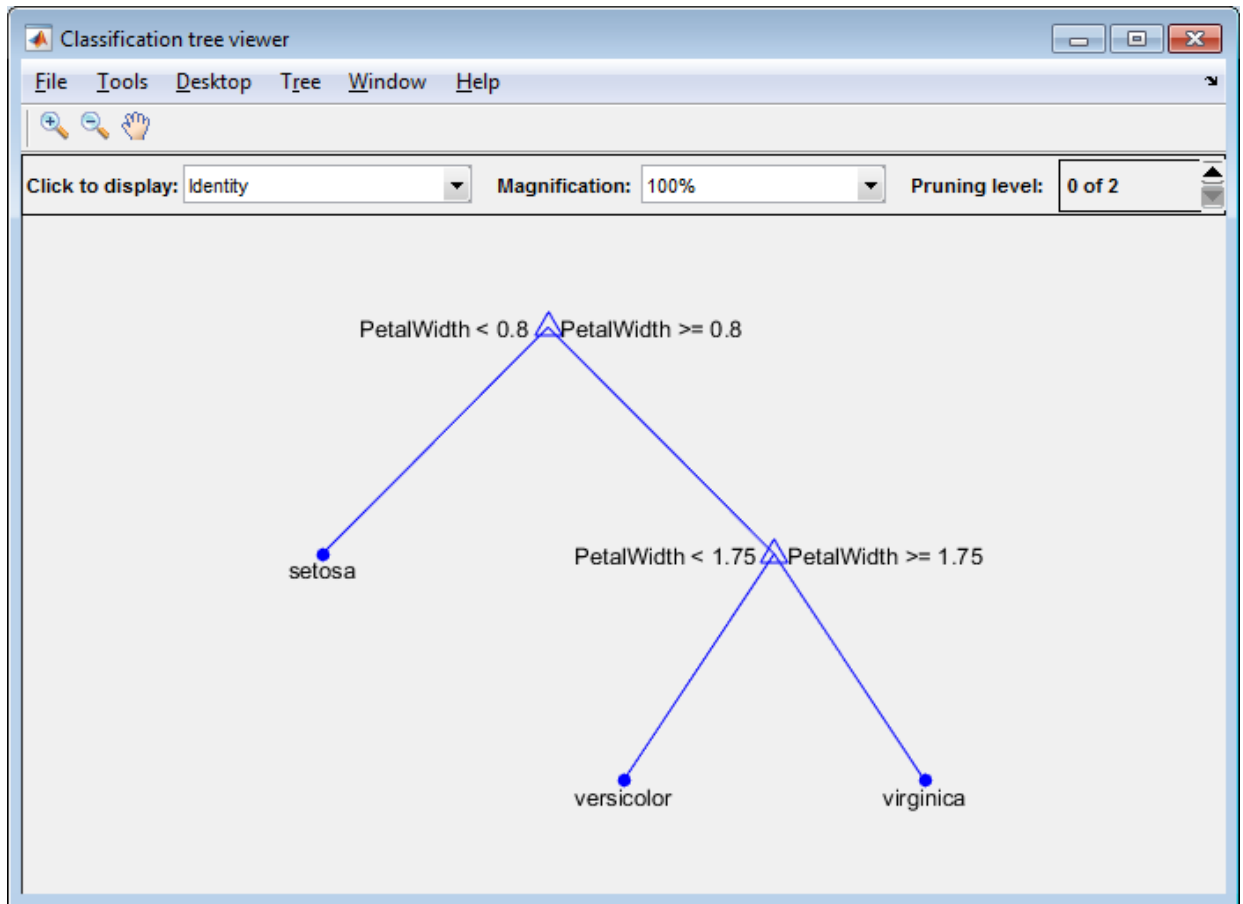 Classification tree viewer
File Tools Desktop Tree Window Help
Click to display: Identity Magnification: 100% Pruning level: 0 of 2
PetalWidth < 0.8 PetalWidth >= 0.8
setosa
PetalWidth < 1.75 PetalWidth >= 1.75
versicolor virginica